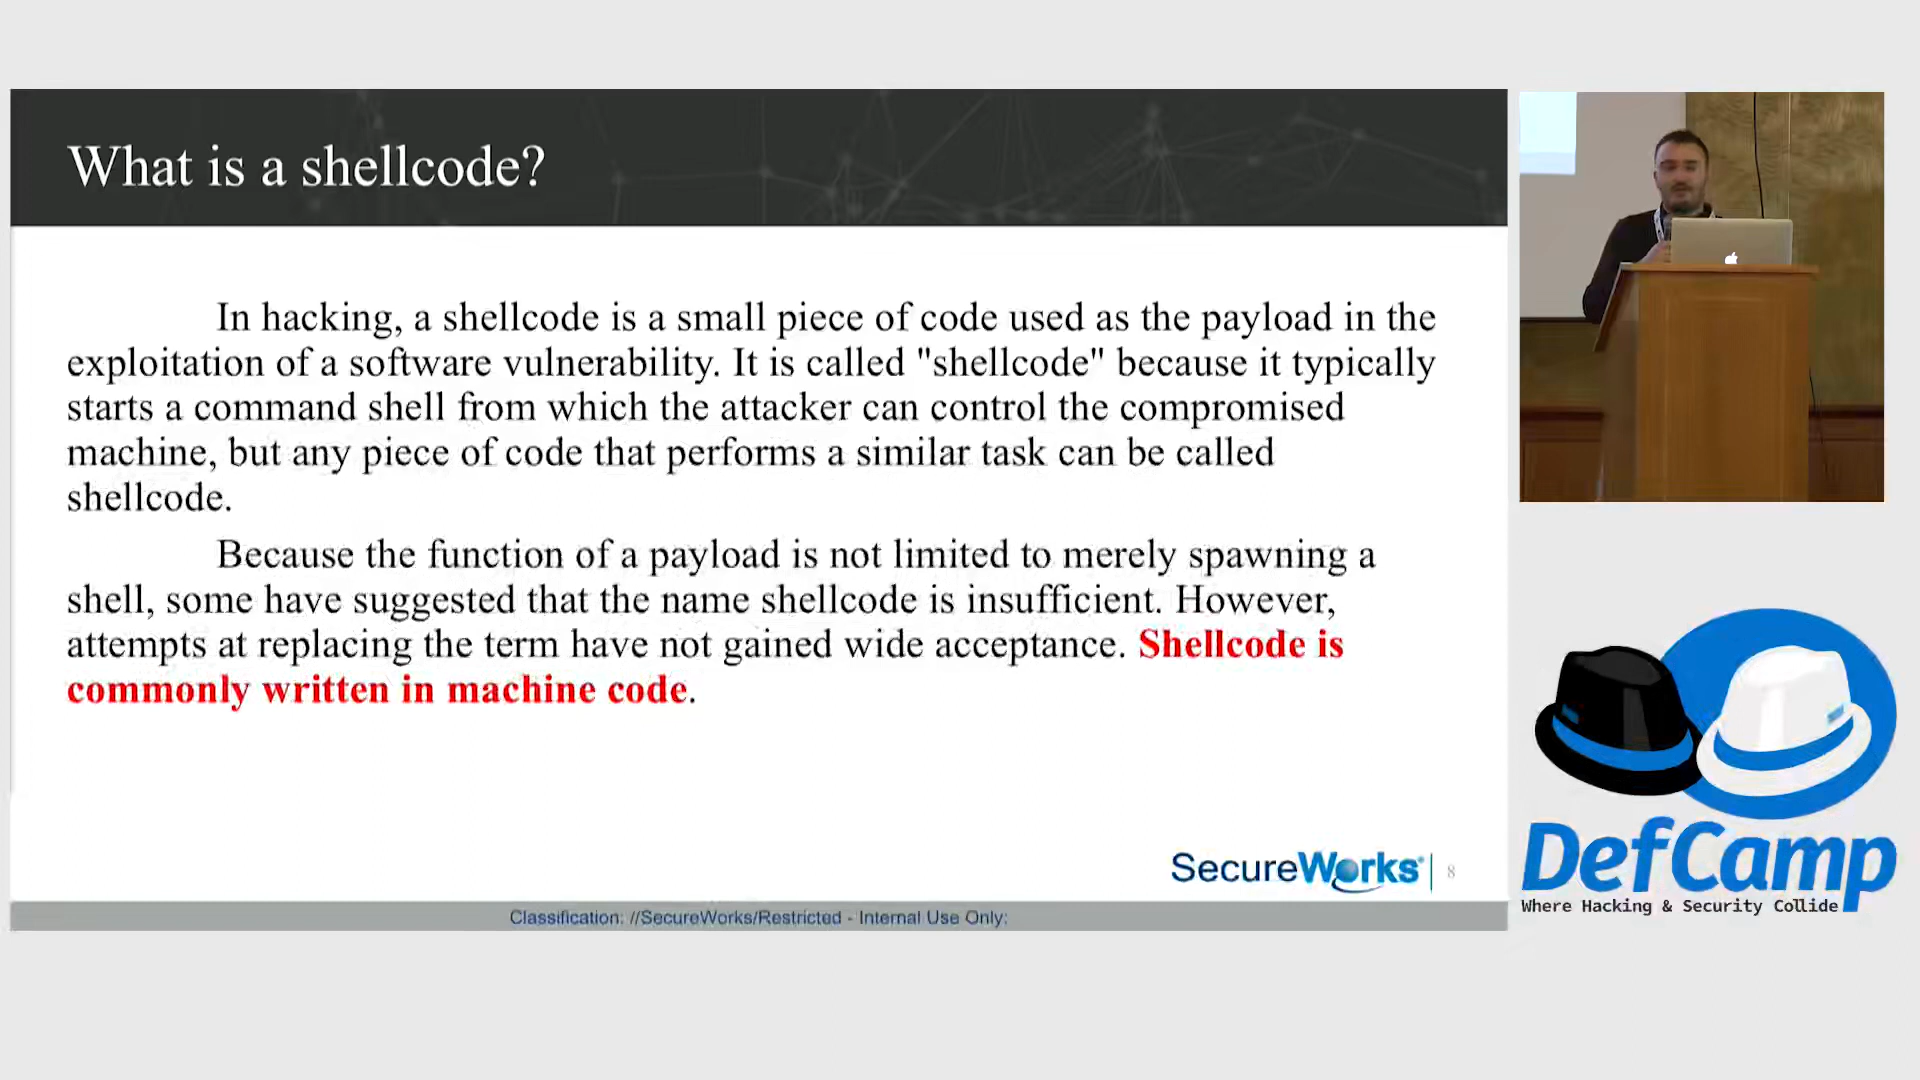 What is a shellcode?
In hacking, a shellcode is a small piece of code used as the payload in the
exploitation of a software vulnerability. It is called "shellcode" because it typically
starts a command shell from which the attacker can control the compromised
machine, but any piece of code that performs a similar task can be called
shellcode.
Because the function of a payload is not limited to merely spawning a
shell, some have suggested that the name shellcode is insufficient. However,
attempts at replacing the term have not gained wide acceptance. Shellcode is
commonly written in machine code.
SecureWorks 8
Classification: //SecureWorks/Restricted - Internal Use Only:
DefCamp
Where Hacking & Security Collide